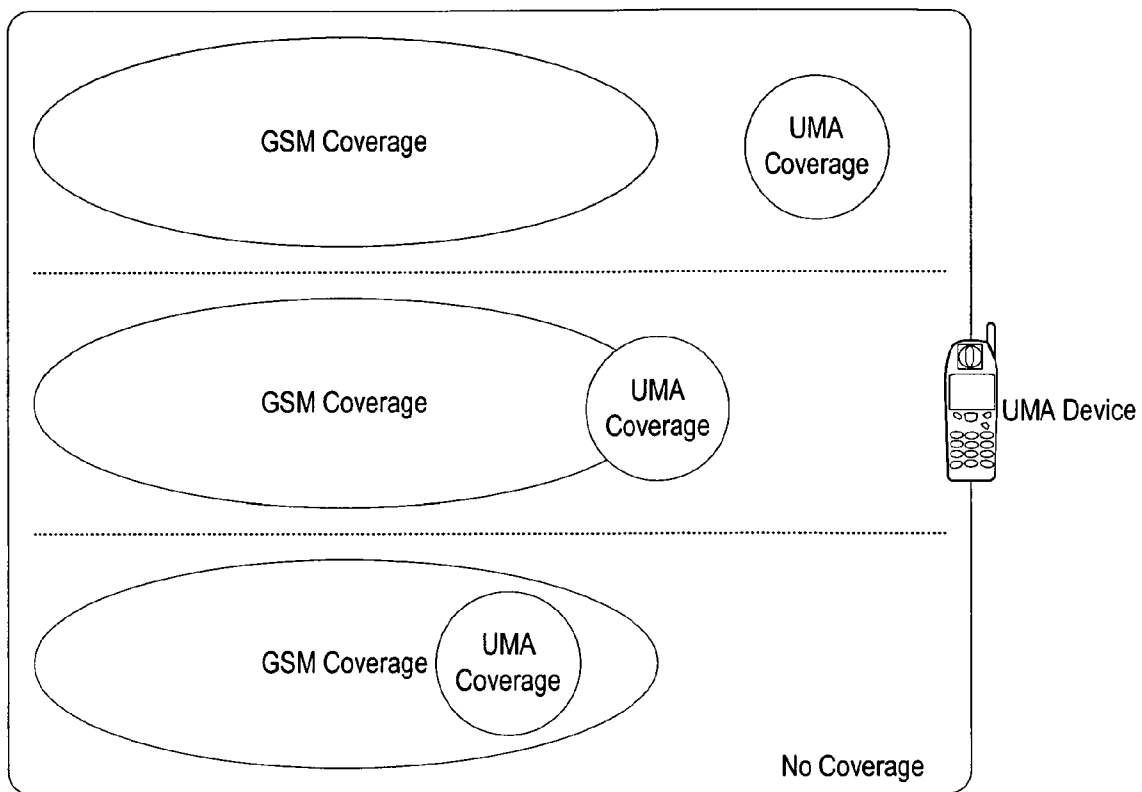 GSM Coverage
UMA
Coverage
GSM Coverage
UMA
Coverage
UMA Device
GSM Coverage
UMA
Coverage
No Coverage